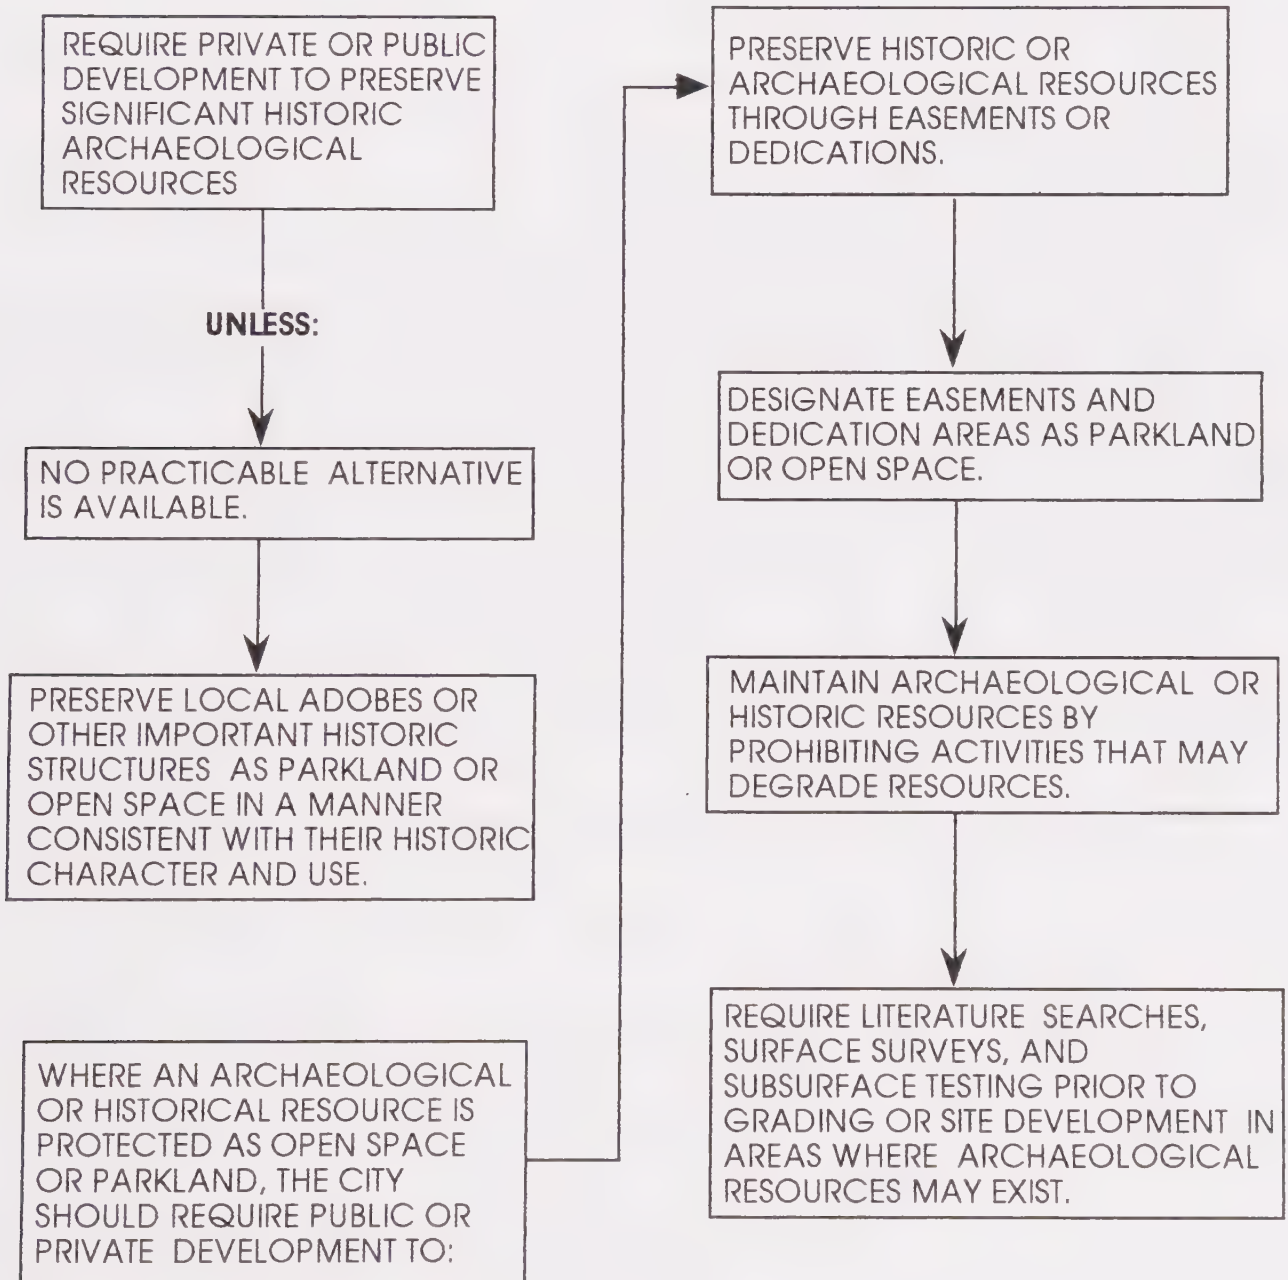 REQUIRE PRIVATE OR PUBLIC
DEVELOPMENT TO PRESERVE
SIGNIFICANT HISTORIC
ARCHAEOLOGICAL
RESOURCES
UNLESS:
NO PRACTICABLE ALTERNATIVE
IS AVAILABLE.
PRESERVE LOCAL ADOBES OR
OTHER IMPORTANT HISTORIC
STRUCTURES AS PARKLAND OR
OPEN SPACE IN A MANNER
CONSISTENT WITH THEIR HISTORIC
CHARACTER AND USE.
WHERE AN ARCHAEOLOGICAL
OR HISTORICAL RESOURCE IS
PROTECTED AS OPEN SPACE
OR PARKLAND, THE CITY
SHOULD REQUIRE PUBLIC OR
PRIVATE DEVELOPMENT TO:
PRESERVE HISTORIC OR
ARCHAEOLOGICAL RESOURCES
THROUGH EASEMENTS OR
DEDICATIONS.
DESIGNATE EASEMENTS AND
DEDICATION AREAS AS PARKLAND
OR OPEN SPACE.
MAINTAIN ARCHAEOLOGICAL OR
HISTORIC RESOURCES BY
PROHIBITING ACTIVITIES THAT MAY
DEGRADE RESOURCES.
REQUIRE LITERATURE SEARCHES,
SURFACE SURVEYS, AND
SUBSURFACE TESTING PRIOR TO
GRADING OR SITE DEVELOPMENT IN
AREAS WHERE ARCHAEOLOGICAL
RESOURCES MAY EXIST.